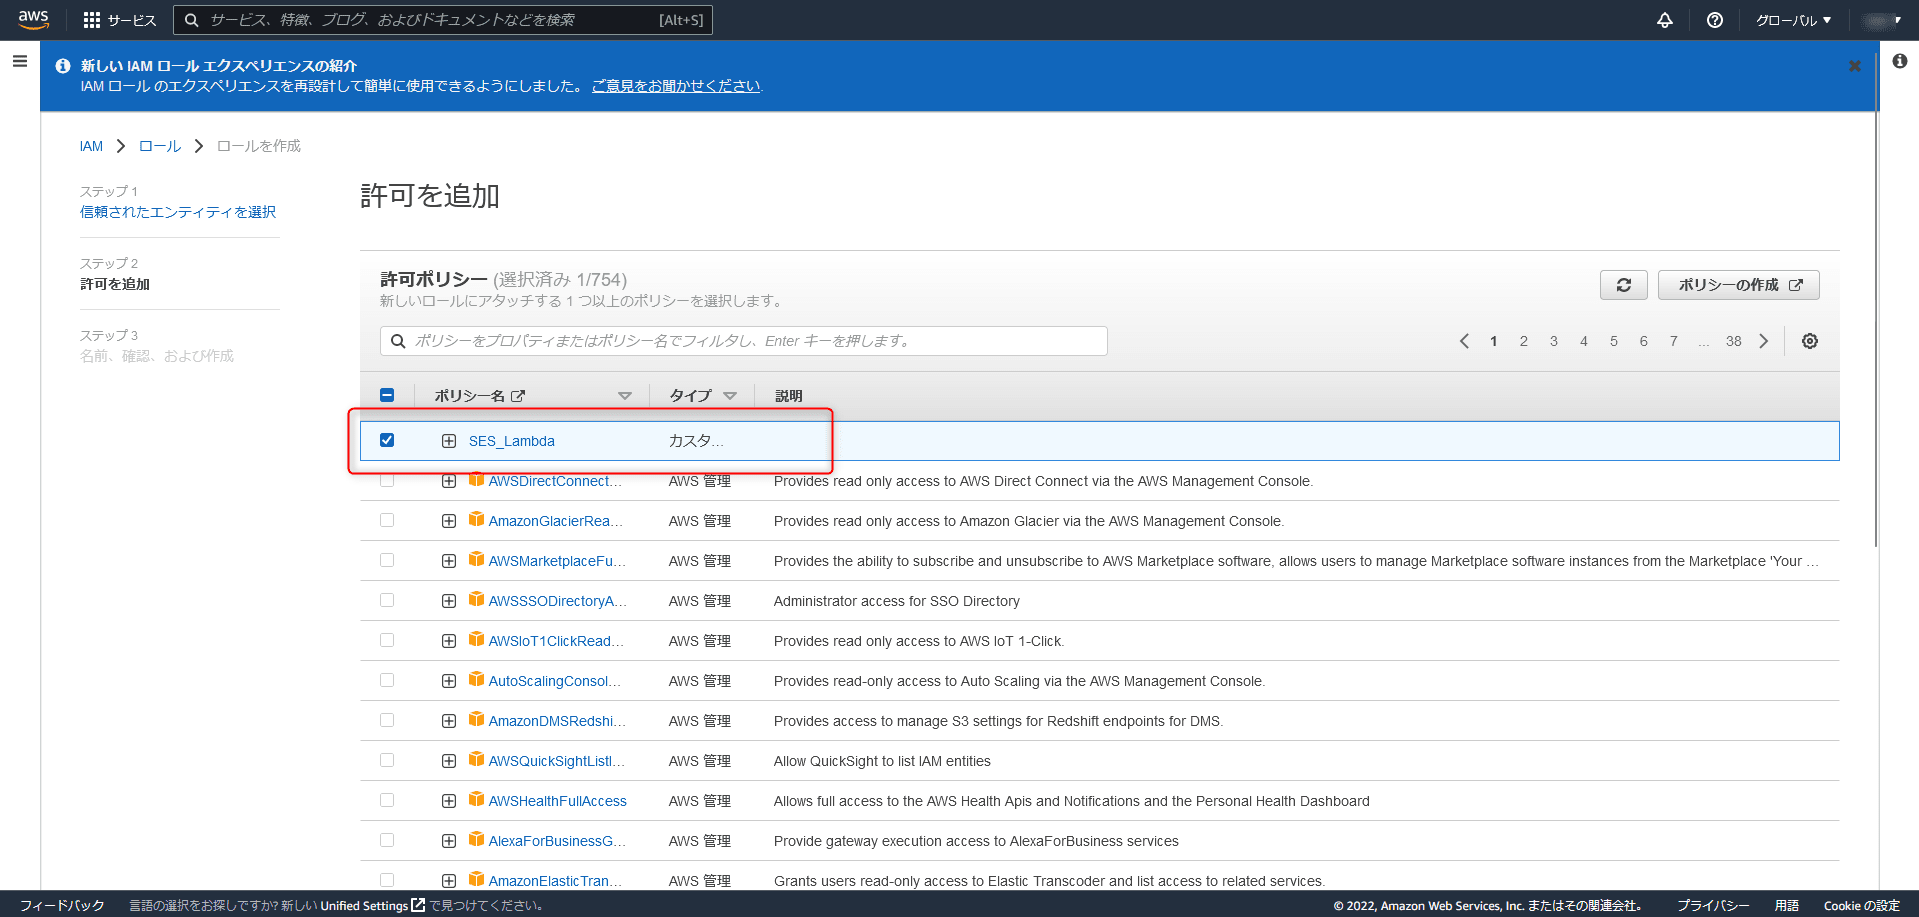 aws
サービス
サービス、特徴、ブログ、およびドキュメントなどを検索
[Alt+S]
グローバル
新しい IAM ロール エクスペリエンスの紹介
IAM ロール のエクスペリエンスを再設計して簡単に使用できるようにしました。 ご意見をお聞かせください.
IAM
ロール
ロールを作成
ステップ 1
信頼されたエンティティを選択
ステップ 2
許可を追加
ステップ 3
名前、確認、および作成
許可を追加
許可ポリシー (選択済み 1/754)
新しいロールにアタッチする 1 つ以上のポリシーを選択します。
ポリシーの作成
ポリシーをプロパティまたはポリシー名でフィルタし、Enter キーを押します。
1 2 3 4 5 6 7 ... 38
ポリシー名 タイプ 説明
SES_Lambda カスタ...
AWSDirectConnect... AWS 管理 Provides read only access to AWS Direct Connect via the AWS Management Console.
AmazonGlacierRea... AWS 管理 Provides read only access to Amazon Glacier via the AWS Management Console.
AWSMarketplaceFu... AWS 管理 Provides the ability to subscribe and unsubscribe to AWS Marketplace software, allows users to manage Marketplace software instances from the Marketplace 'Your ...
AWSSSODirectoryA... AWS 管理 Administrator access for SSO Directory
AWSIoT1ClickRead... AWS 管理 Provides read only access to AWS IoT 1-Click.
AutoScalingConsol... AWS 管理 Provides read-only access to Auto Scaling via the AWS Management Console.
AmazonDMSRedshi... AWS 管理 Provides access to manage S3 settings for Redshift endpoints for DMS.
AWSQuickSightListI... AWS 管理 Allow QuickSight to list IAM entities
AWSHealthFullAccess AWS 管理 Allows full access to the AWS Health Apis and Notifications and the Personal Health Dashboard
AlexaForBusinessG... AWS 管理 Provide gateway execution access to AlexaForBusiness services
AmazonElasticTran... AWS 管理 Grants users read-only access to Elastic Transcoder and list access to related services.
フィードバック
言語の選択をお探しですか? 新しい Unified Settings で見つけてください。
© 2022, Amazon Web Services, Inc. またはその関連会社。
プライバシー
用語
Cookie の設定